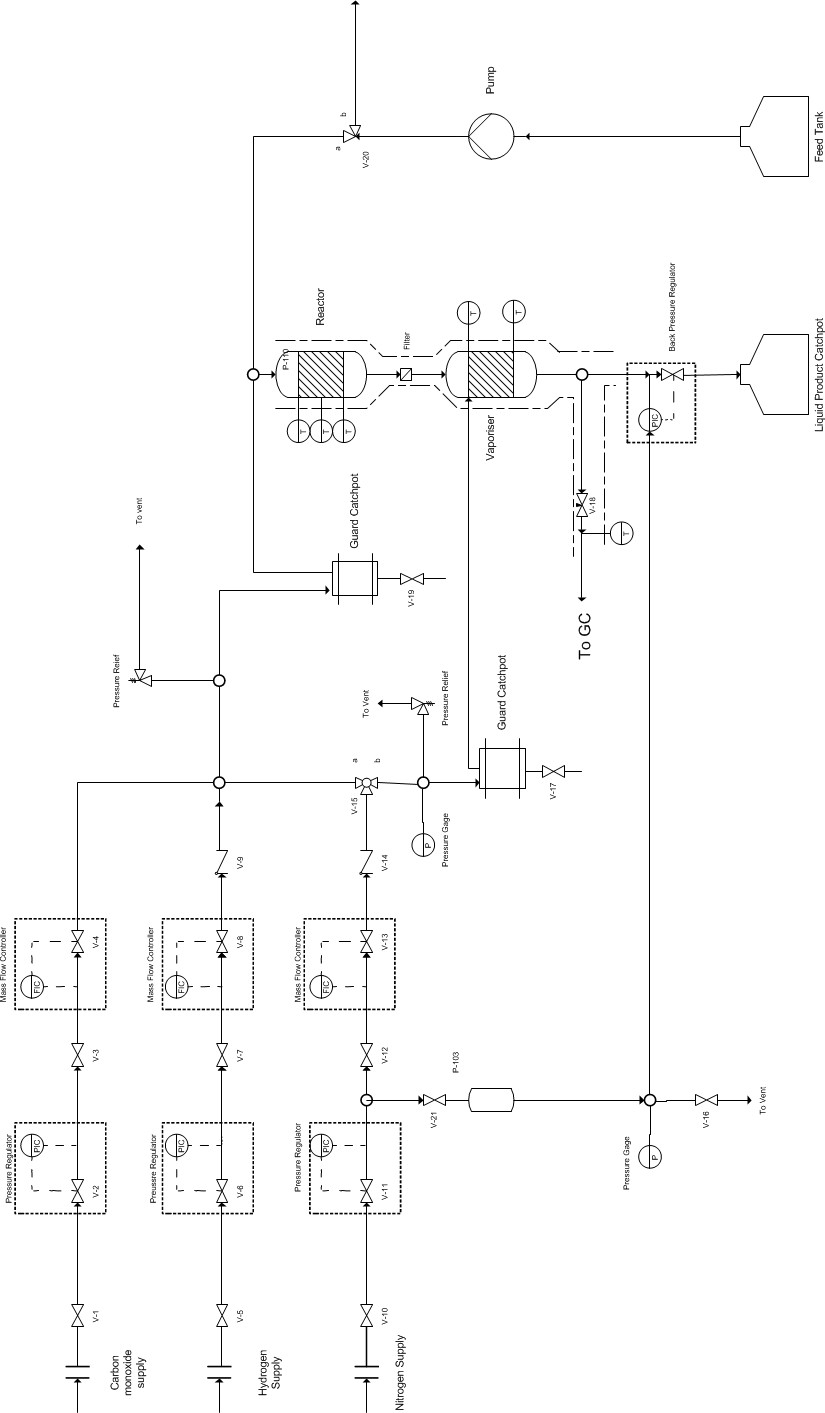 Pressure Regulator
Mass Flow Controller
PIC
FIC
V-1
V-2
V-3
V-4
Carbon
monoxide
supply
Pressure Reief
To vent
Preussre Regulator
Mass Flow Controller
PIC
FIC
V-5
V-6
V-7
V-8
V-9
Hydrogen
Supply
Pressure Regulator
Mass Flow Controller
PIC
FIC
P-110
T
T
T
Reactor
a
b
V-20
V-10
V-11
V-12
V-13
V-14
V-15
a
b
Guard Catchpot
V-19
To Vent
Nitrogen Supply
Filter
P
Pressure Gage
Pressure Relief
V-21
P-103
T
T
Vaporiser
Pump
Guard Catchpot
V-17
To GC
V-18
T
Pressure Gage
P
PIC
Back Pressure Regulator
V-16
To Vent
Liquid Product Catchpot
Feed Tank